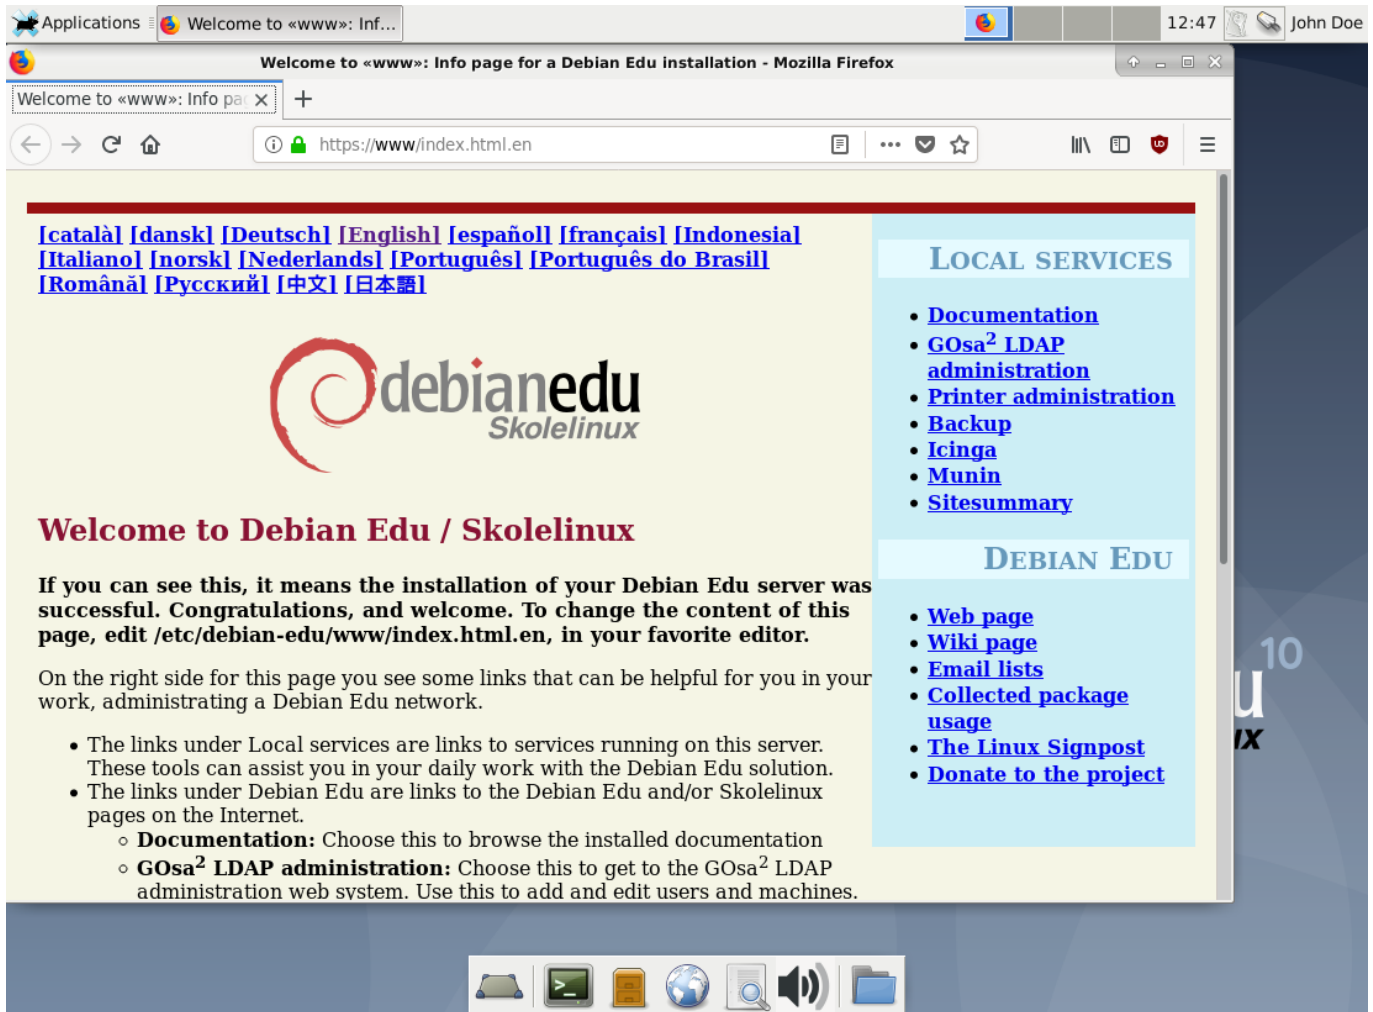 Applications
Welcome to «www»: Inf...
12:47
John Doe
Welcome to «www»: Info page for a Debian Edu installation - Mozilla Firefox
Welcome to «www»: Info pa
https://www/index.html.en
[català] [dansk] [Deutsch] [English] [español] [français] [Indonesia]
[Italiano] [norsk] [Nederlands] [Português] [Português do Brasil]
[Română] [Русский] [中文] [日本語]
debianedu
Skolelinux
Welcome to Debian Edu / Skolelinux
If you can see this, it means the installation of your Debian Edu server was
successful. Congratulations, and welcome. To change the content of this
page, edit /etc/debian-edu/www/index.html.en, in your favorite editor.
On the right side for this page you see some links that can be helpful for you in your
work, administrating a Debian Edu network.
• The links under Local services are links to services running on this server.
These tools can assist you in your daily work with the Debian Edu solution.
• The links under Debian Edu are links to the Debian Edu and/or Skolelinux
pages on the Internet.
◦ Documentation: Choose this to browse the installed documentation
◦ GOsa² LDAP administration: Choose this to get to the GOsa² LDAP
administration web system. Use this to add and edit users and machines.
Local services
• Documentation
• GOsa² LDAP
administration
• Printer administration
• Backup
• Icinga
• Munin
• Sitesummary
Debian Edu
• Web page
• Wiki page
• Email lists
• Collected package
usage
• The Linux Signpost
• Donate to the project
10
u
ux